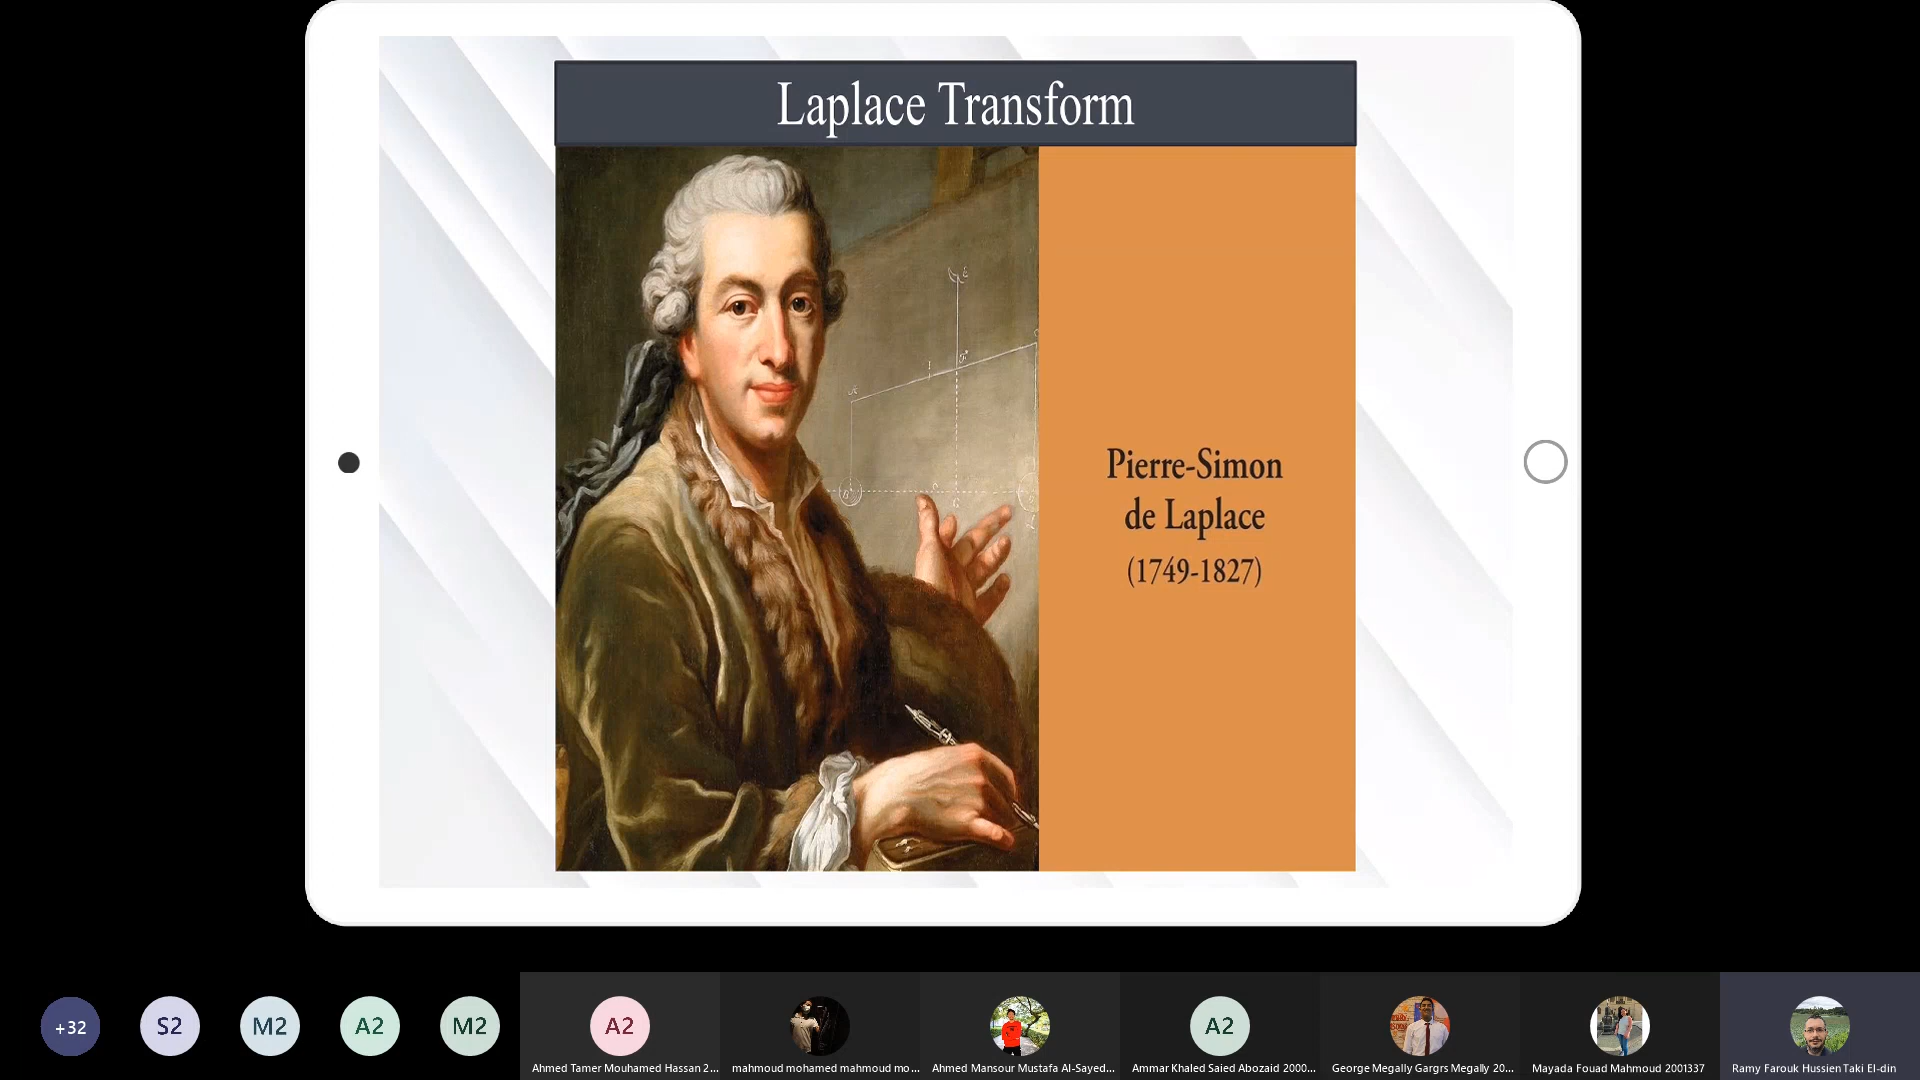 Laplace Transform
Pierre-Simon
de Laplace
(1749-1827)
+32
S2
M2
A2
M2
A2
A2
Ahmed Tamer Mouhamed Hassan 2...
mahmoud mohamed mahmoud mo...
Ahmed Mansour Mustafa Al-Sayed...
Ammar Khaled Saied Abozaid 2000...
George Megally Gargrs Megally 20...
Mayada Fouad Mahmoud 2001337
Ramy Farouk Hussien Taki El-din